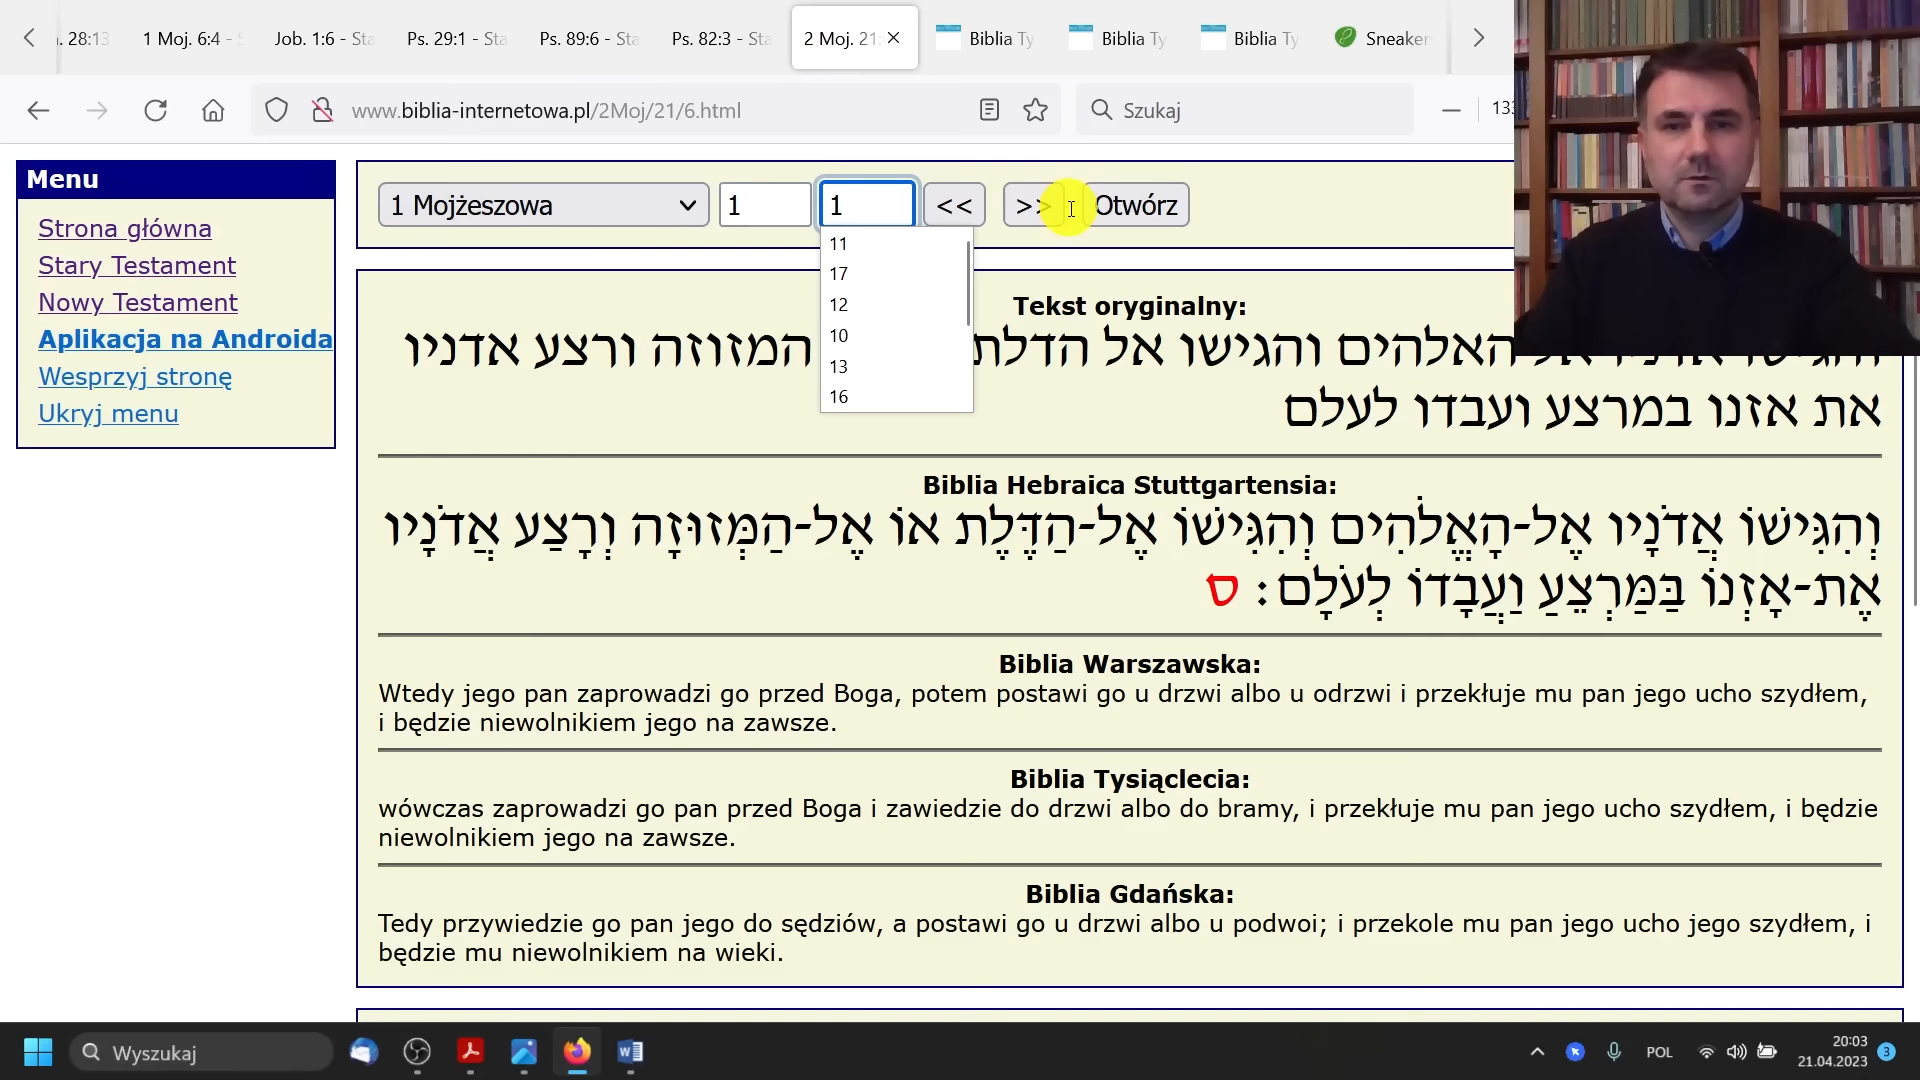 . 28:13
1 Moj. 6:4 -
Job. 1:6 - Sta
Ps. 29:1 - Sta
Ps. 89:6 - Sta
Ps. 82:3 - Sta
2 Moj. 21:
Biblia Ty
Biblia Ty
Biblia Ty
Sneaker
www.biblia-internetowa.pl/2Moj/21/6.html
Szukaj
133
Menu
Strona główna
Stary Testament
Nowy Testament
Aplikacja na Androida
Wesprzyj stronę
Ukryj menu
1 Mojżeszowa
1
1
<<
>>
Otwórz
11
17
12
10
13
16
Tekst oryginalny:
האלהים והגישו אל הדלת המזוזה ורצע אדניו
את אזנו במרצע ועבדו לעלם
Biblia Hebraica Stuttgartensia:
וְהִגִּישׁוֹ אֲדֹנָיו אֶל-הָאֱלֹהִים וְהִגִּישׁוֹ אֶל-הַדֶּלֶת אוֹ אֶל-הַמְּזוּזָה וְרָצַע אֲדֹנָיו
אֶת-אָזְנוֹ בַּמַּרְצֵעַ וַעֲבָדוֹ לְעֹלָם: ס
Biblia Warszawska:
Wtedy jego pan zaprowadzi go przed Boga, potem postawi go u drzwi albo u odrzwi i przekłuje mu pan jego ucho szydłem,
i będzie niewolnikiem jego na zawsze.
Biblia Tysiąclecia:
wówczas zaprowadzi go pan przed Boga i zawiedzie do drzwi albo do bramy, i przekłuje mu pan jego ucho szydłem, i będzie
niewolnikiem jego na zawsze.
Biblia Gdańska:
Tedy przywiedzie go pan jego do sędziów, a postawi go u drzwi albo u podwoi; i przekole mu pan jego ucho jego szydłem, i
będzie mu niewolnikiem na wieki.
Wyszukaj
POL
20:03
21.04.2023
3